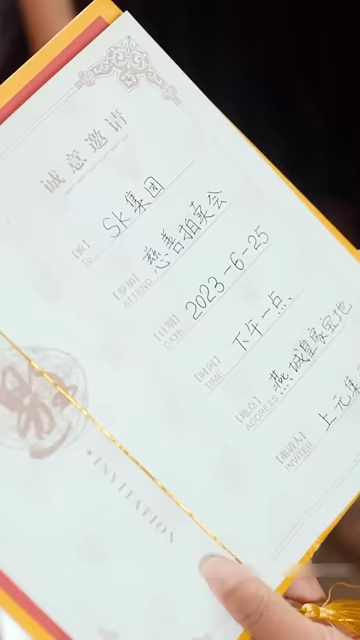 诚意邀请
【致】 SK集团
To
【参加】 慈善拍卖会
ATTEND
【日期】 2023-6-25
DATE
【时间】 下午一点
TIME
【地点】 燕城皇家宝地
ADDRESS
【邀请人】 上元集
INVITER
INVITATION